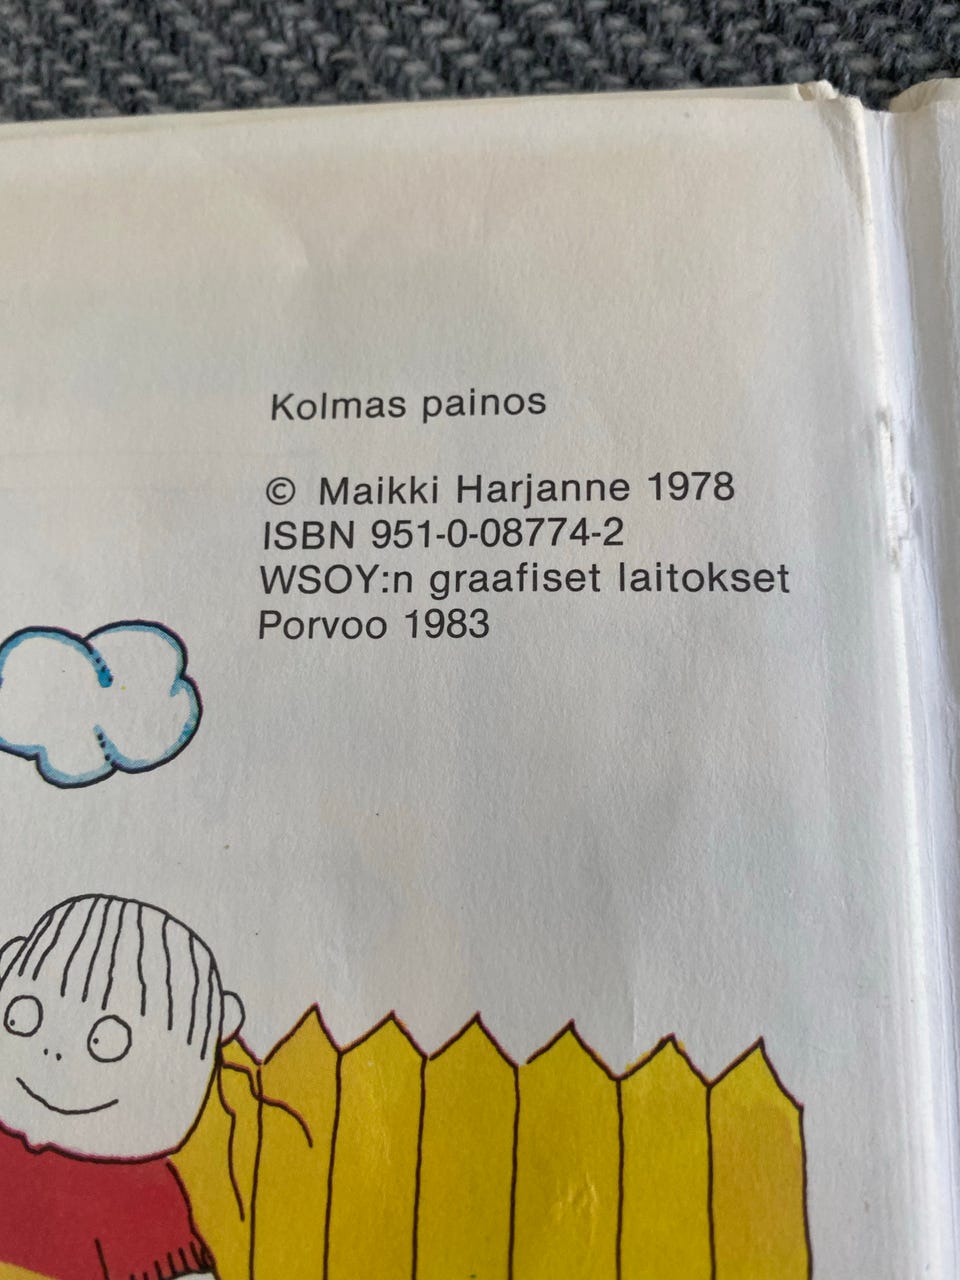 Kolmas painos
© Maikki Harjanne 1978
ISBN 951-0-08774-2
WSOY:n graafiset laitokset
Porvoo 1983